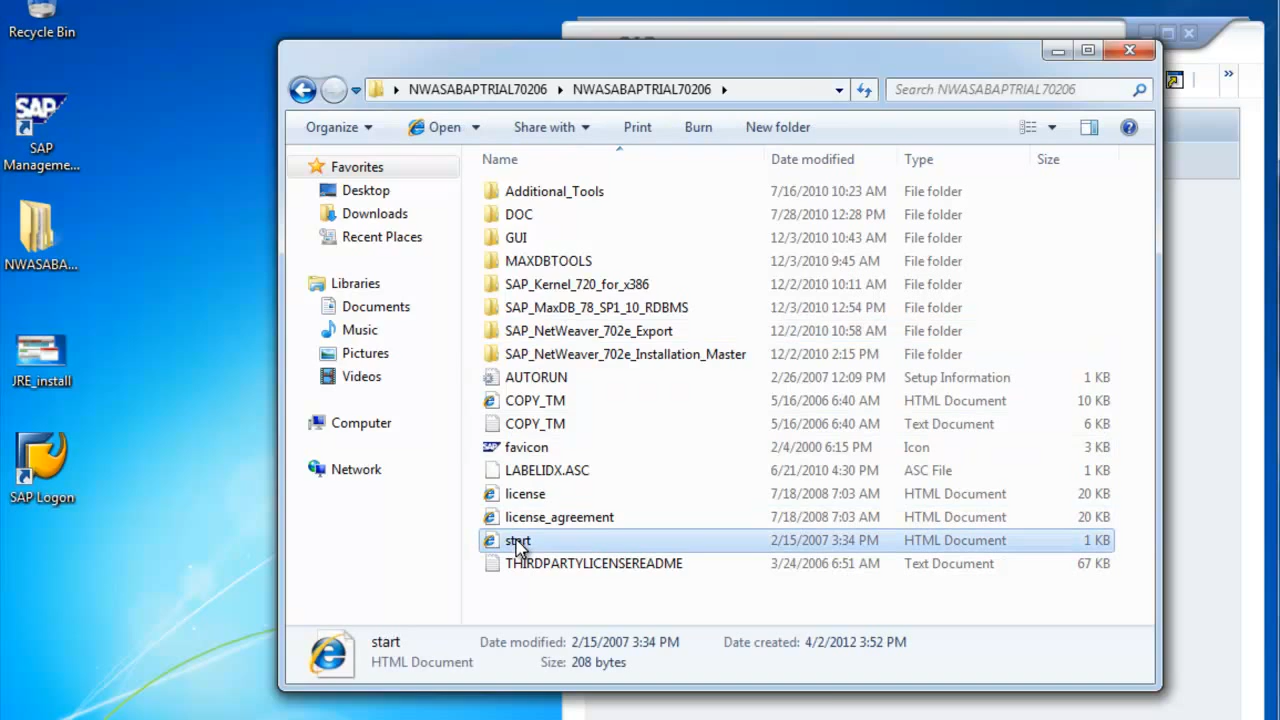 Recycle Bin
SAP
SAP
Manageme...
NWASABA...
JRE_install
SAP Logon
NWASABAPTRIAL70206
NWASABAPTRIAL70206
Search NWASABAPTRIAL70206
»
Organize
Open
Share with
Print
Burn
New folder
Favorites
Desktop
Downloads
Recent Places
Libraries
Documents
Music
Pictures
Videos
Computer
Network
Name Date modified Type Size
Additional_Tools 7/16/2010 10:23 AM File folder
DOC 7/28/2010 12:28 PM File folder
GUI 12/3/2010 10:43 AM File folder
MAXDBTOOLS 12/3/2010 9:45 AM File folder
SAP_Kernel_720_for_x386 12/2/2010 10:11 AM File folder
SAP_MaxDB_78_SP1_10_RDBMS 12/3/2010 12:54 PM File folder
SAP_NetWeaver_702e_Export 12/2/2010 10:58 AM File folder
SAP_NetWeaver_702e_Installation_Master 12/2/2010 2:15 PM File folder
AUTORUN 2/26/2007 12:09 PM Setup Information 1 KB
COPY_TM 5/16/2006 6:40 AM HTML Document 10 KB
COPY_TM 5/16/2006 6:40 AM Text Document 6 KB
favicon 2/4/2000 6:15 PM Icon 3 KB
LABELIDX.ASC 6/21/2010 4:30 PM ASC File 1 KB
license 7/18/2008 7:03 AM HTML Document 20 KB
license_agreement 7/18/2008 7:03 AM HTML Document 20 KB
start 2/15/2007 3:34 PM HTML Document 1 KB
THIRDPARTYLICENSEREADME 3/24/2006 6:51 AM Text Document 67 KB
start Date modified: 2/15/2007 3:34 PM Date created: 4/2/2012 3:52 PM
HTML Document Size: 208 bytes